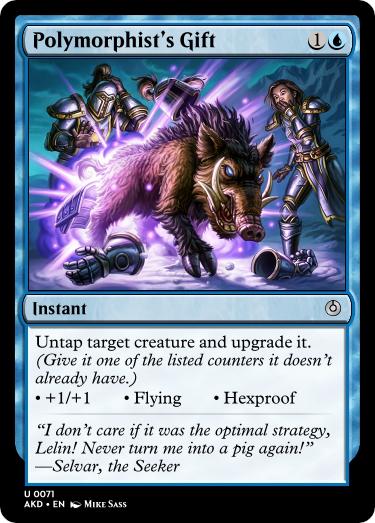 Polymorphist's Gift 1
Instant
Untap target creature and upgrade it.
(Give it one of the listed counters it doesn't
already have.)
• +1/+1 • Flying • Hexproof
“I don't care if it was the optimal strategy,
Lelin! Never turn me into a pig again!”
—Selvar, the Seeker
U 0071
AKD • EN Mike Sass